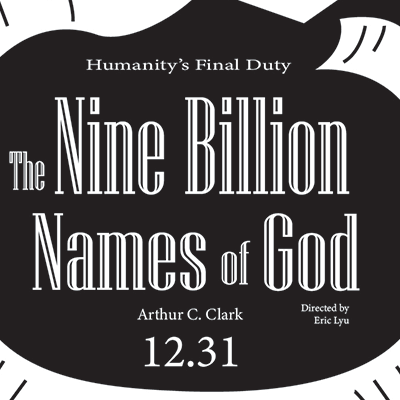 Humanity's Final Duty
The Nine Billion
Names of God
Arthur C. Clark
Directed by
Eric Lyu
12.31